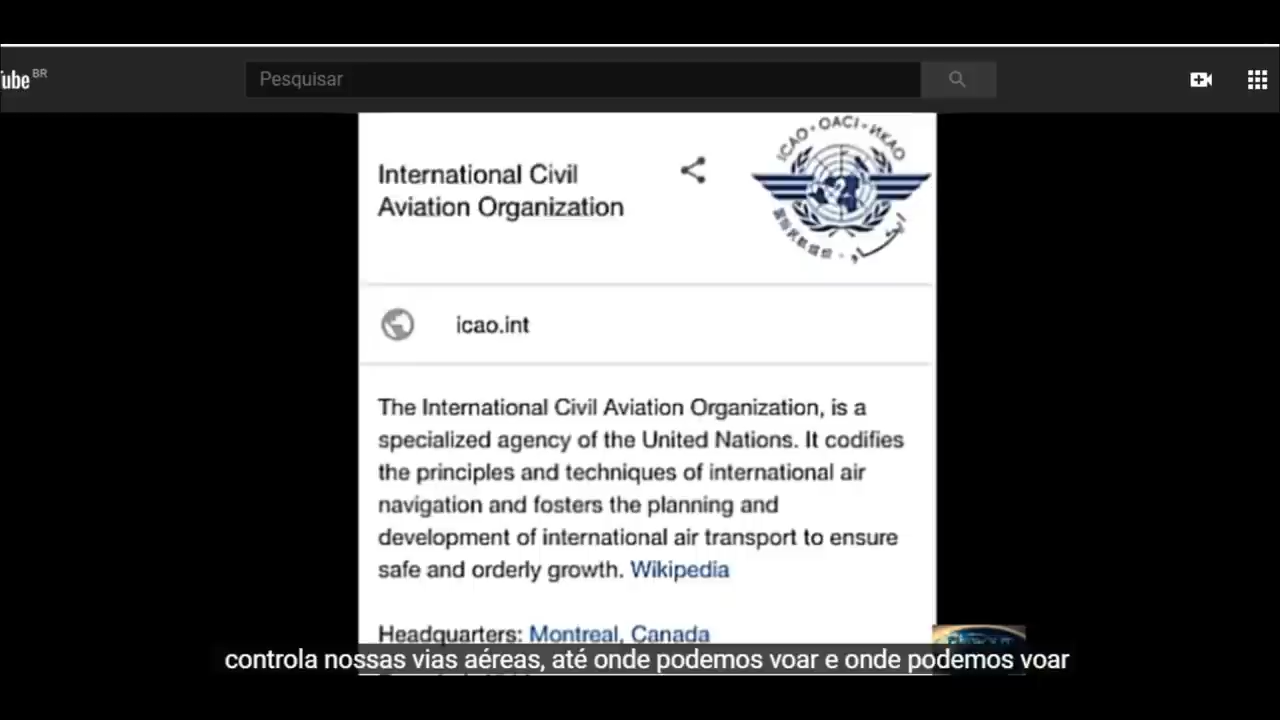 Tube BR
Pesquisar
ICAO · OACI · ИКАО
International Civil
Aviation Organization
icao.int
The International Civil Aviation Organization, is a
specialized agency of the United Nations. It codifies
the principles and techniques of international air
navigation and fosters the planning and
development of international air transport to ensure
safe and orderly growth. Wikipedia
Headquarters: Montreal, Canada
controla nossas vias aéreas, até onde podemos voar e onde podemos voar